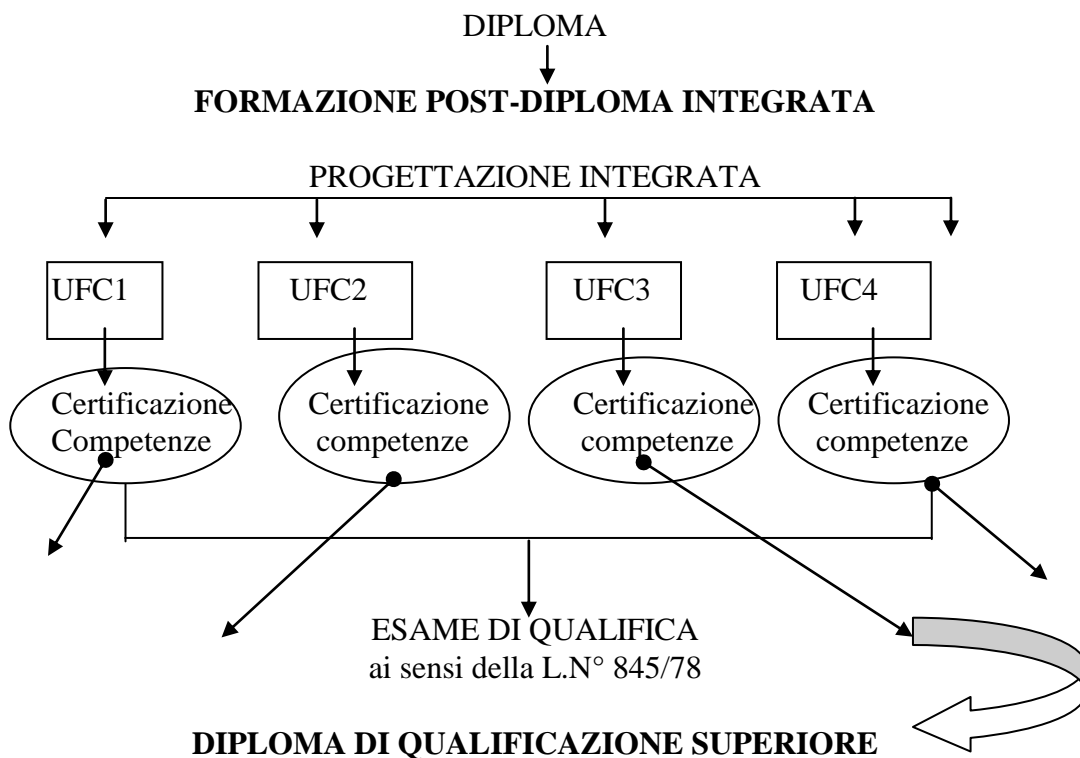 DIPLOMA
FORMAZIONE POST-DIPLOMA INTEGRATA
PROGETTAZIONE INTEGRATA
UFC1 UFC2 UFC3 UFC4
Certificazione Certificazione Certificazione Certificazione
Competenze competenze competenze competenze
ESAME DI QUALIFICA
ai sensi della L.N° 845/78
DIPLOMA DI QUALIFICAZIONE SUPERIORE